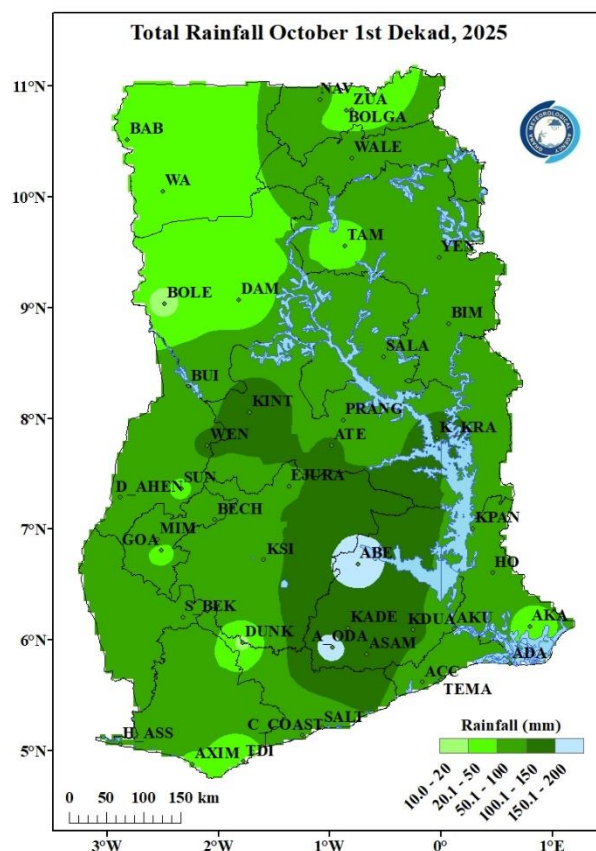 Total Rainfall October 1st Dekad, 2025
11°N
NAV
ZUA
BOLGA
BAB
WALE
10°N
WA
TAM
YEN
9°N
BOLE
DAM
BIM
SALA
BUI
8°N
KINT
PRANG
WEN
ATE
K_KRA
D_AHEN
SUN
EJURA
7°N
BECH
MIM
KPAN
GOA
KSI
ABE
HO
S_BEK
KADE
KDUA
AKU
AKA
6°N
DUNK
A_ODA
ASAM
ADA
ACC
TEMA
C_COAST
SALT
H_ASS
5°N
AXIM
TDI
Rainfall (mm)
10.0 - 20
20.1 - 50
50.1 - 100
100.1 - 150
150.1 - 200
0 50 100 150 km
3°W 2°W 1°W 0° 1°E